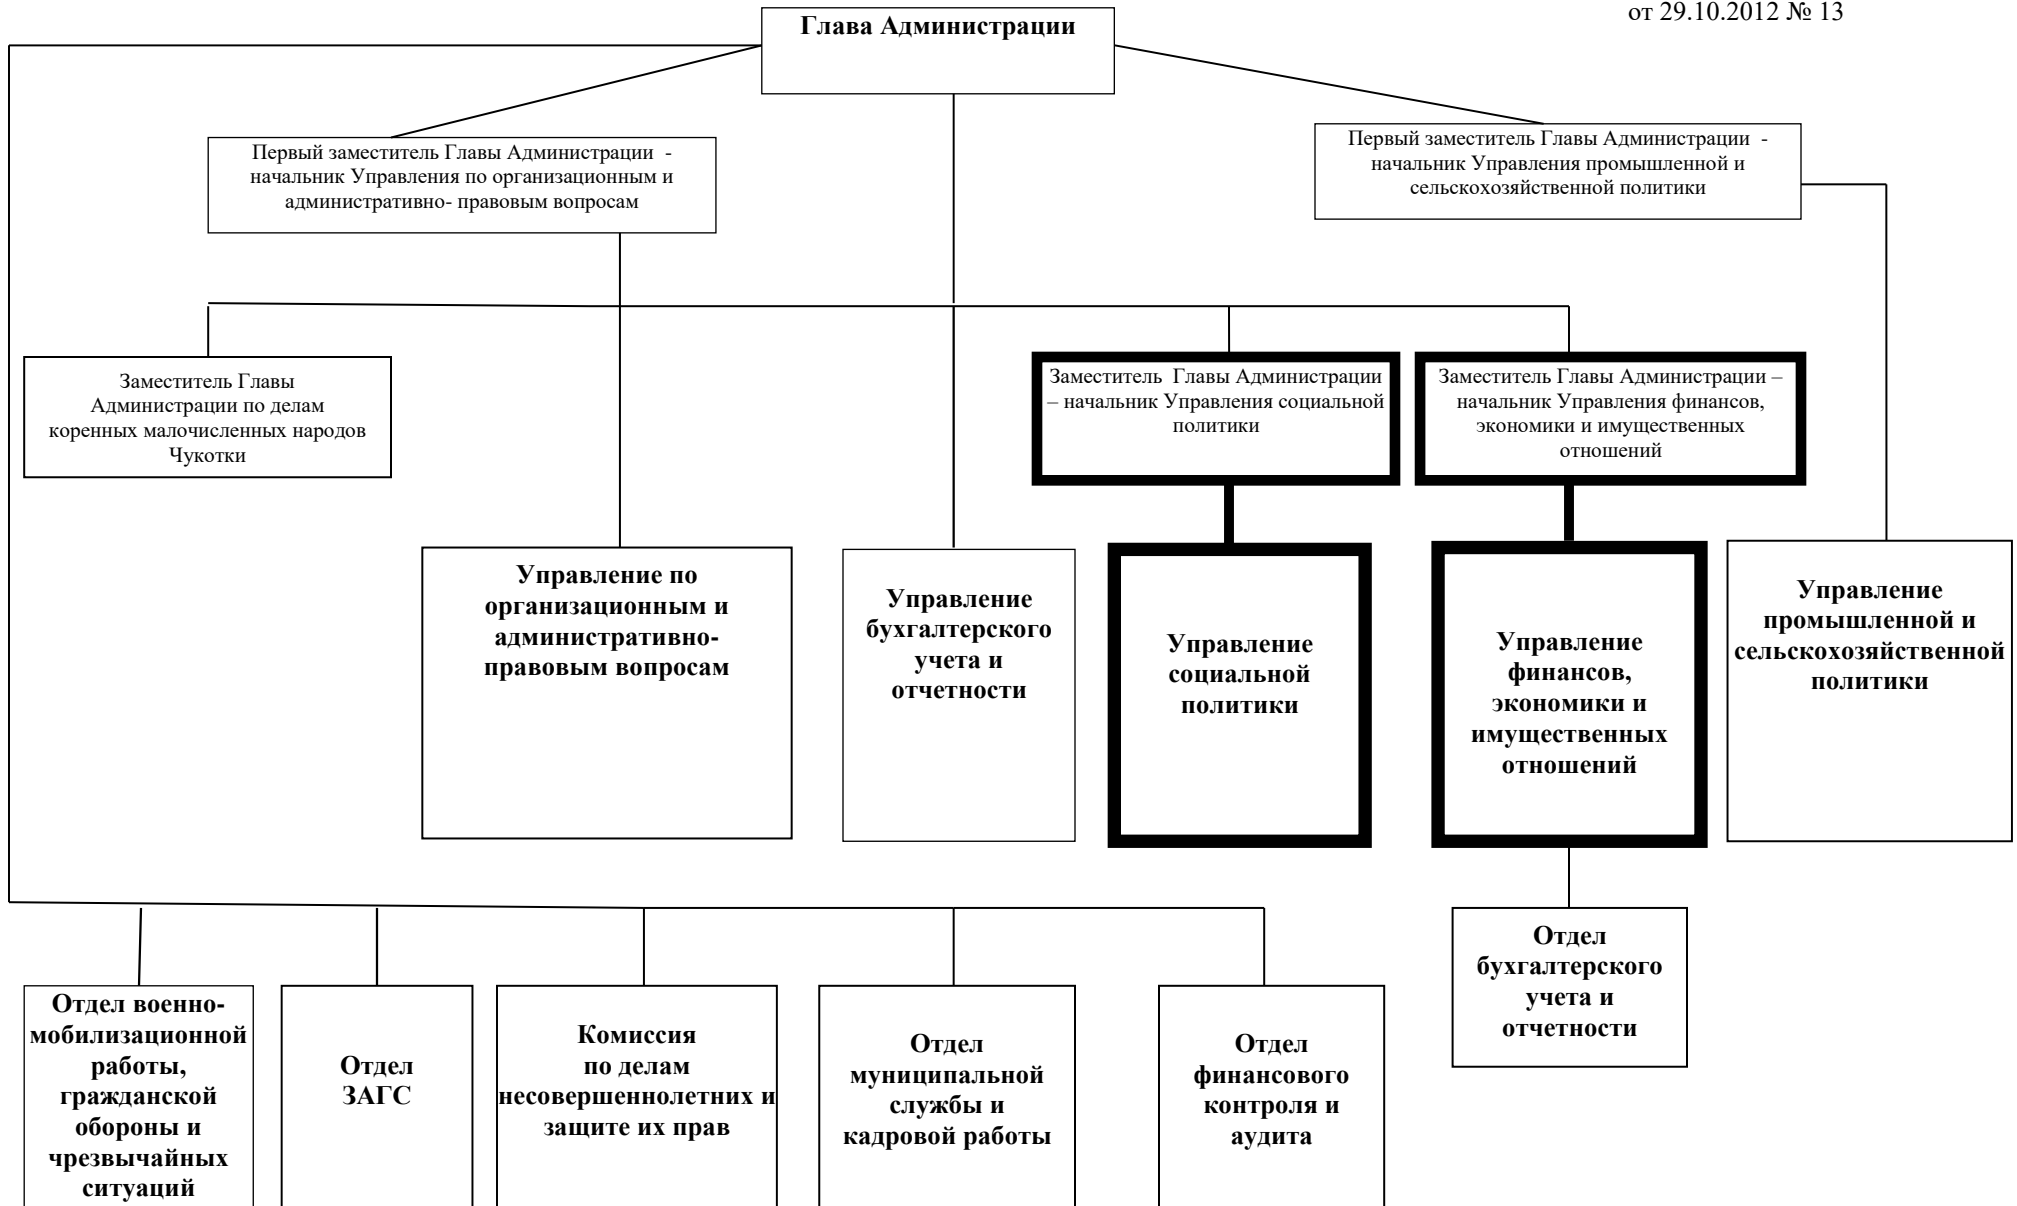 от 29.10.2012 № 13
Глава Администрации
Первый заместитель Главы Администрации -
начальник Управления по организационным и
административно- правовым вопросам
Первый заместитель Главы Администрации -
начальник Управления промышленной и
сельскохозяйственной политики
Заместитель Главы
Администрации по делам
коренных малочисленных народов
Чукотки
Заместитель Главы Администрации
– начальник Управления социальной
политики
Заместитель Главы Администрации –
начальник Управления финансов,
экономики и имущественных
отношений
Управление по
организационным и
административно-
правовым вопросам
Управление
бухгалтерского
учета и
отчетности
Управление
социальной
политики
Управление
финансов,
экономики и
имущественных
отношений
Управление
промышленной и
сельскохозяйственной
политики
Отдел
бухгалтерского
учета и
отчетности
Отдел военно-
мобилизационной
работы,
гражданской
обороны и
чрезвычайных
ситуаций
Отдел
ЗАГС
Комиссия
по делам
несовершеннолетних и
защите их прав
Отдел
муниципальной
службы и
кадровой работы
Отдел
финансового
контроля и
аудита